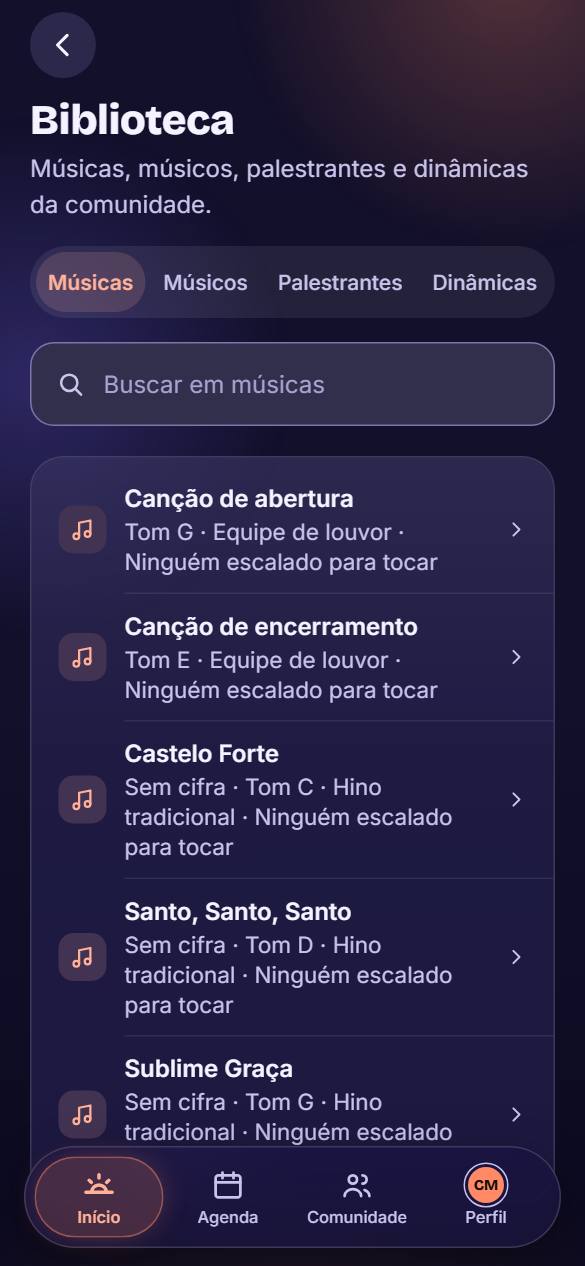 Biblioteca
Músicas, músicos, palestrantes e dinâmicas
da comunidade.
Músicas
Músicos
Palestrantes
Dinâmicas
Buscar em músicas
Canção de abertura
Tom G · Equipe de louvor ·
Ninguém escalado para tocar
Canção de encerramento
Tom E · Equipe de louvor ·
Ninguém escalado para tocar
Castelo Forte
Sem cifra · Tom C · Hino
tradicional · Ninguém escalado
para tocar
Santo, Santo, Santo
Sem cifra · Tom D · Hino
tradicional · Ninguém escalado
para tocar
Sublime Graça
Sem cifra · Tom G · Hino
tradicional · Ninguém escalado
Início
Agenda
Comunidade
CM
Perfil